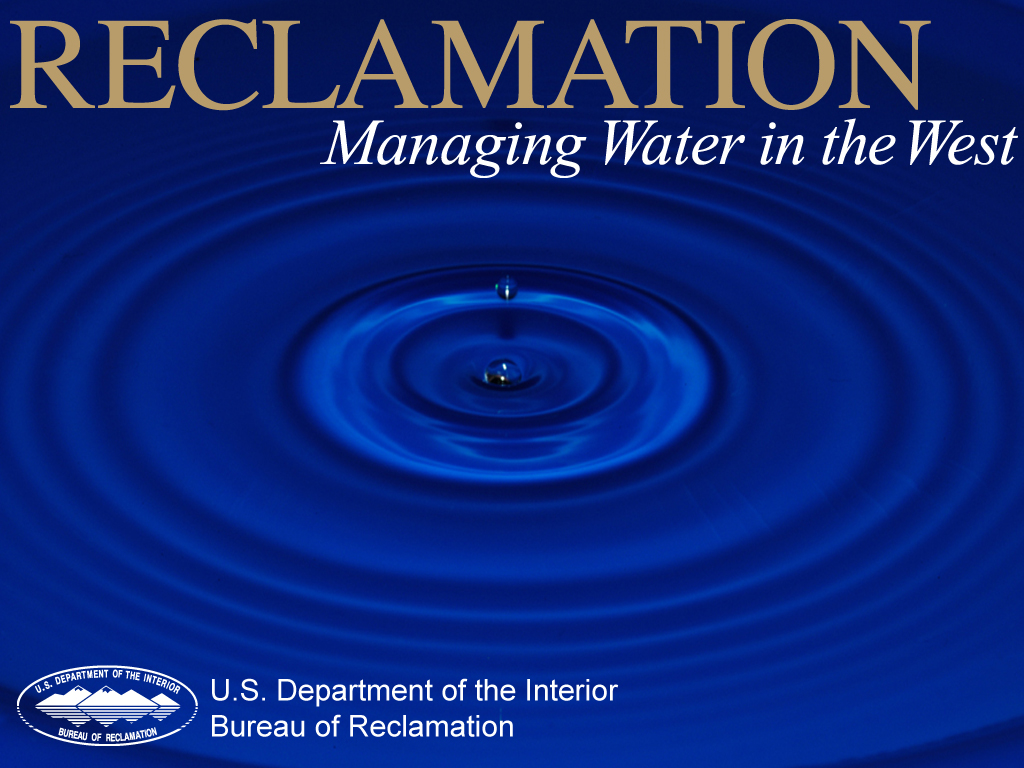 RECLAMATION
Managing Water in the West
U.S. DEPARTMENT OF THE INTERIOR
BUREAU OF RECLAMATION
U.S. Department of the Interior
Bureau of Reclamation